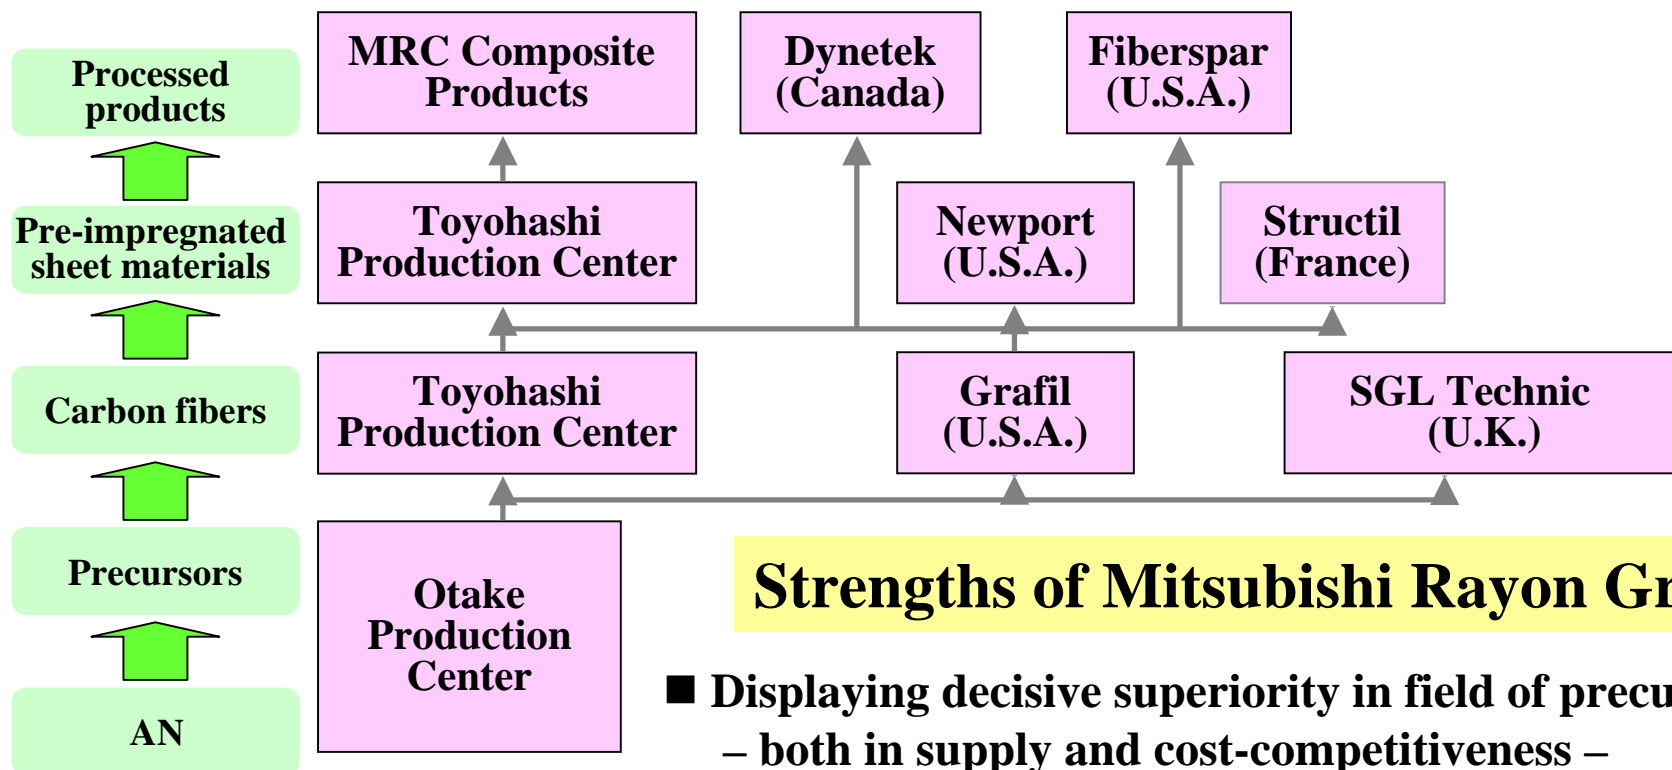 Processed
products
MRC Composite
Products
Dynetek
(Canada)
Fiberspar
(U.S.A.)
Pre-impregnated
sheet materials
Toyohashi
Production Center
Newport
(U.S.A.)
Structil
(France)
Carbon fibers
Toyohashi
Production Center
Grafil
(U.S.A.)
SGL Technic
(U.K.)
Precursors
AN
Otake
Production
Center
Strengths of Mitsubishi Rayon
■ Displaying decisive superiority in field of
– both in supply and cost-competitiveness –